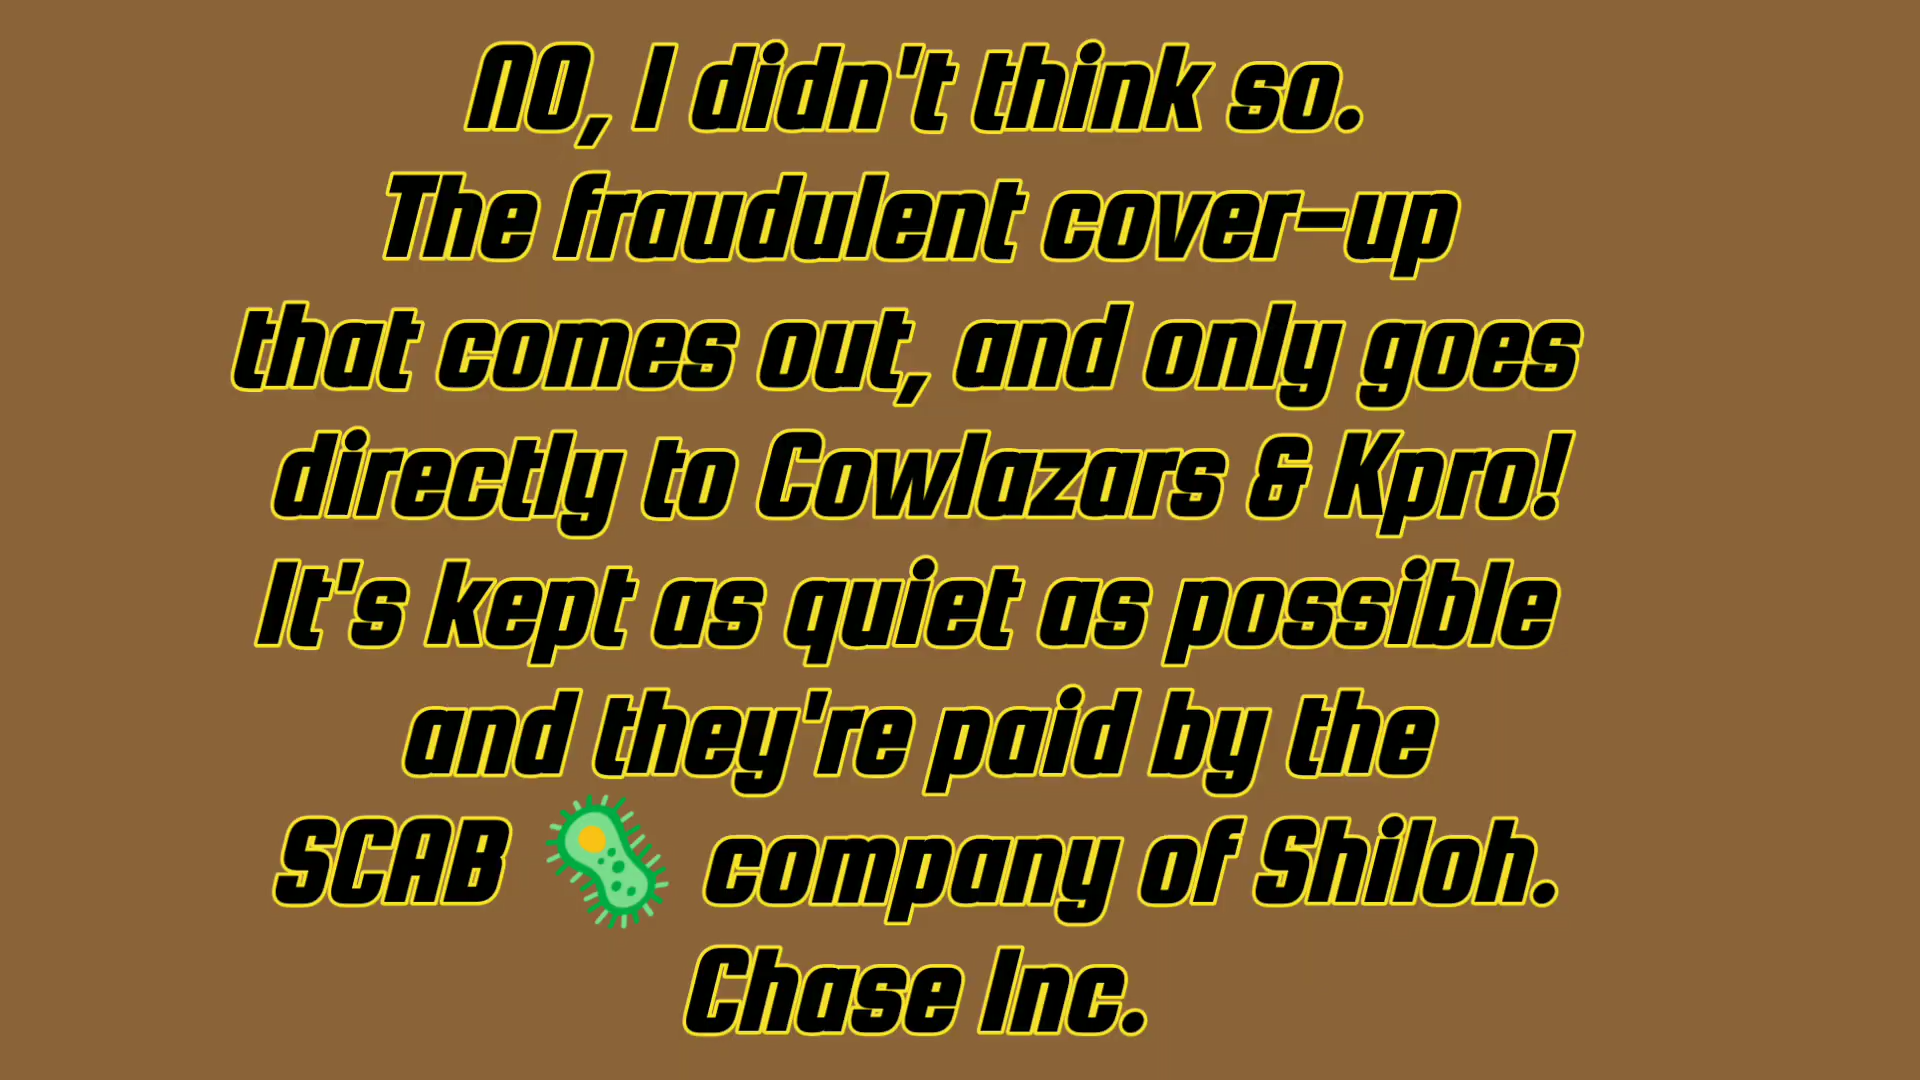 NO, I didn't think so.
The fraudulent cover-up
that comes out, and only goes
directly to Cowlazars & Kpro!
It's kept as quiet as possible
and they're paid by the
SCAB 🦠 company of Shiloh.
Chase Inc.